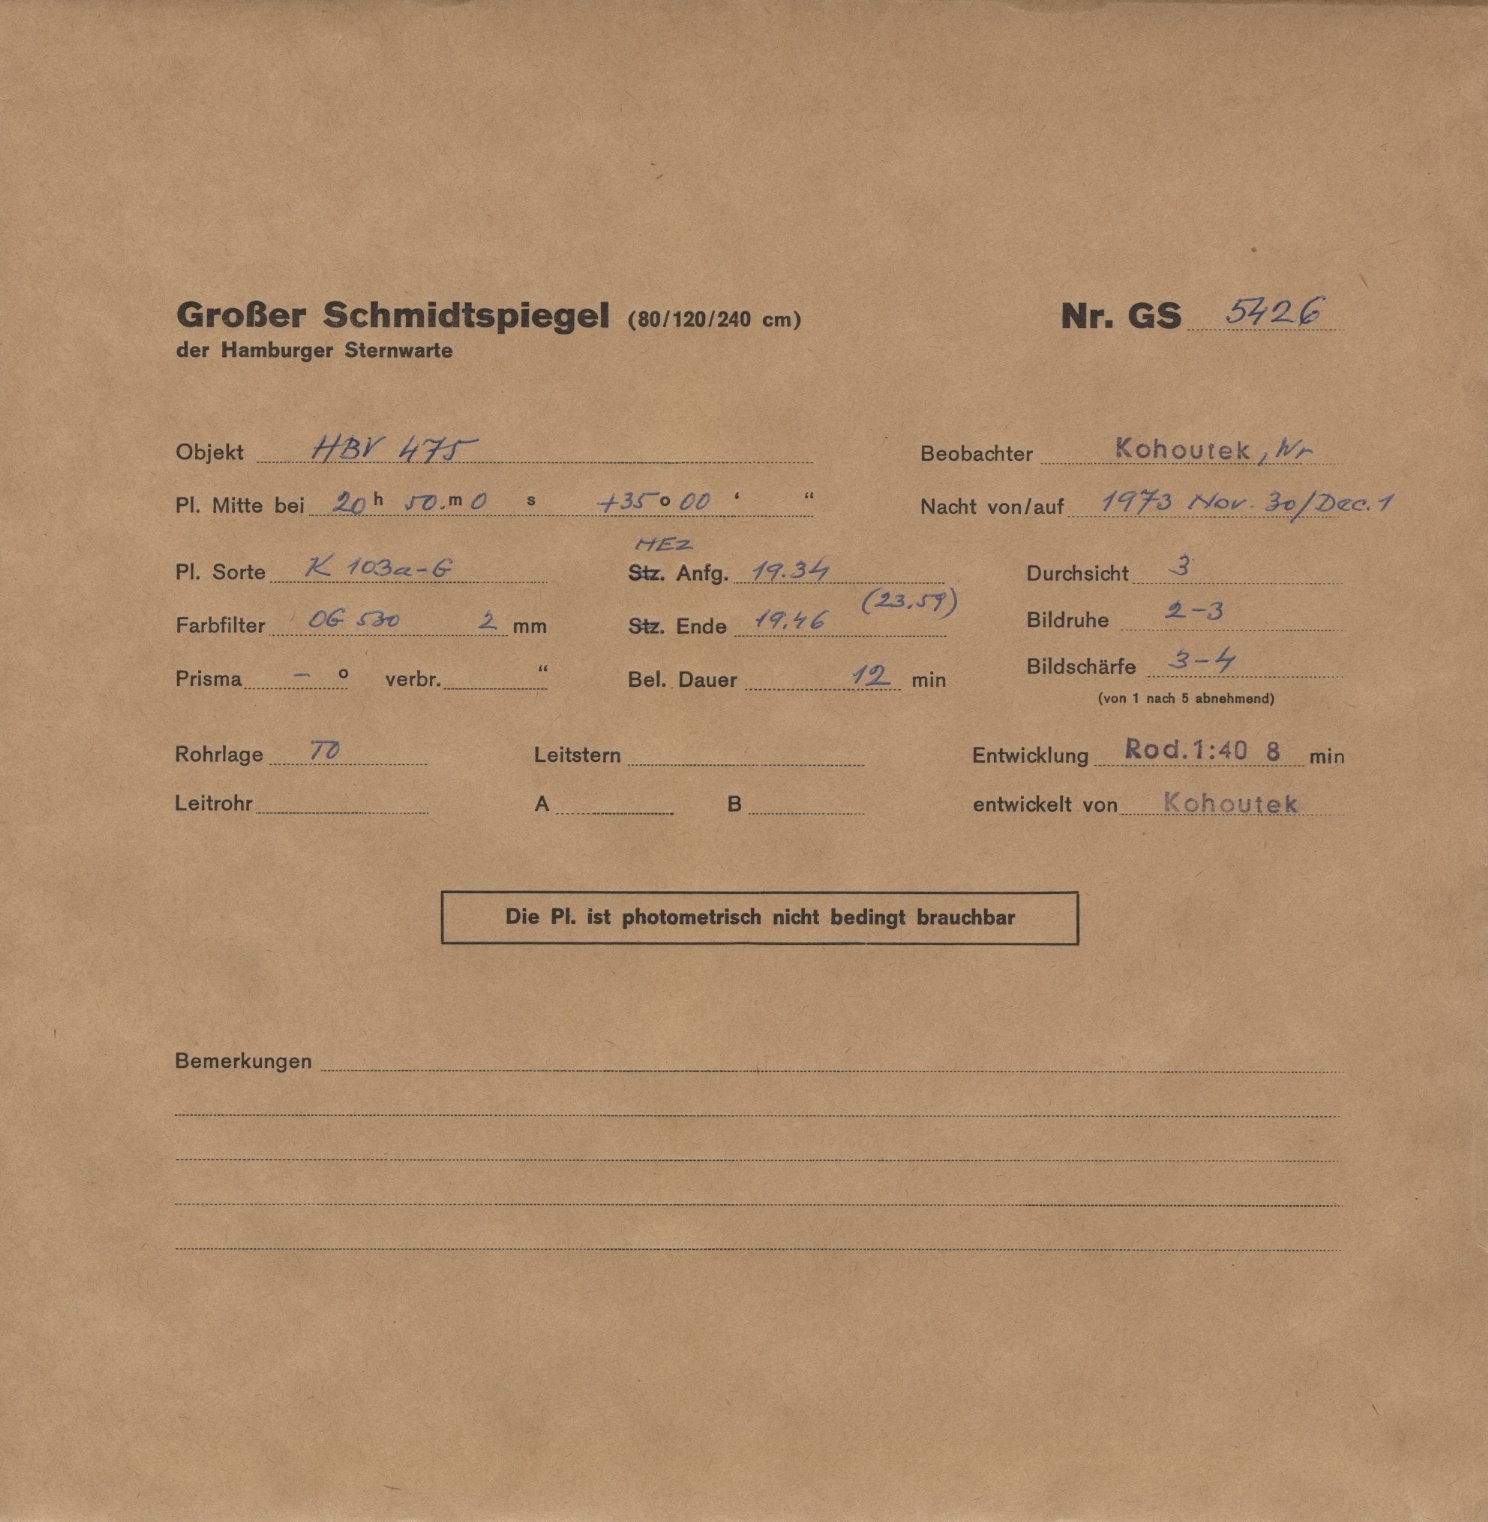 Großer Schmidtspiegel (80/120/240 cm) Nr. GS 5426
der Hamburger Sternwarte
Objekt HBV 475 Beobachter Kohoutek, Wr
Pl. Mitte bei 20 h 50. m 0 s +35 o 00 ‘ “ Nacht von/auf 1973 Nov. 30/Dec. 1
MEZ
Pl. Sorte K 103a-G Stz. Anfg. 19.34 Durchsicht 3
(23.59)
Farbfilter OG 530 2 mm Stz. Ende 19.46 Bildruhe 2-3
Prisma – o verbr. “ Bel. Dauer 12 min Bildschärfe 3-4
(von 1 nach 5 abnehmend)
Rohrlage TO Leitstern Entwicklung Rod.1:40 8 min
Leitrohr A B entwickelt von Kohoutek
Die Pl. ist photometrisch nicht bedingt brauchbar
Bemerkungen